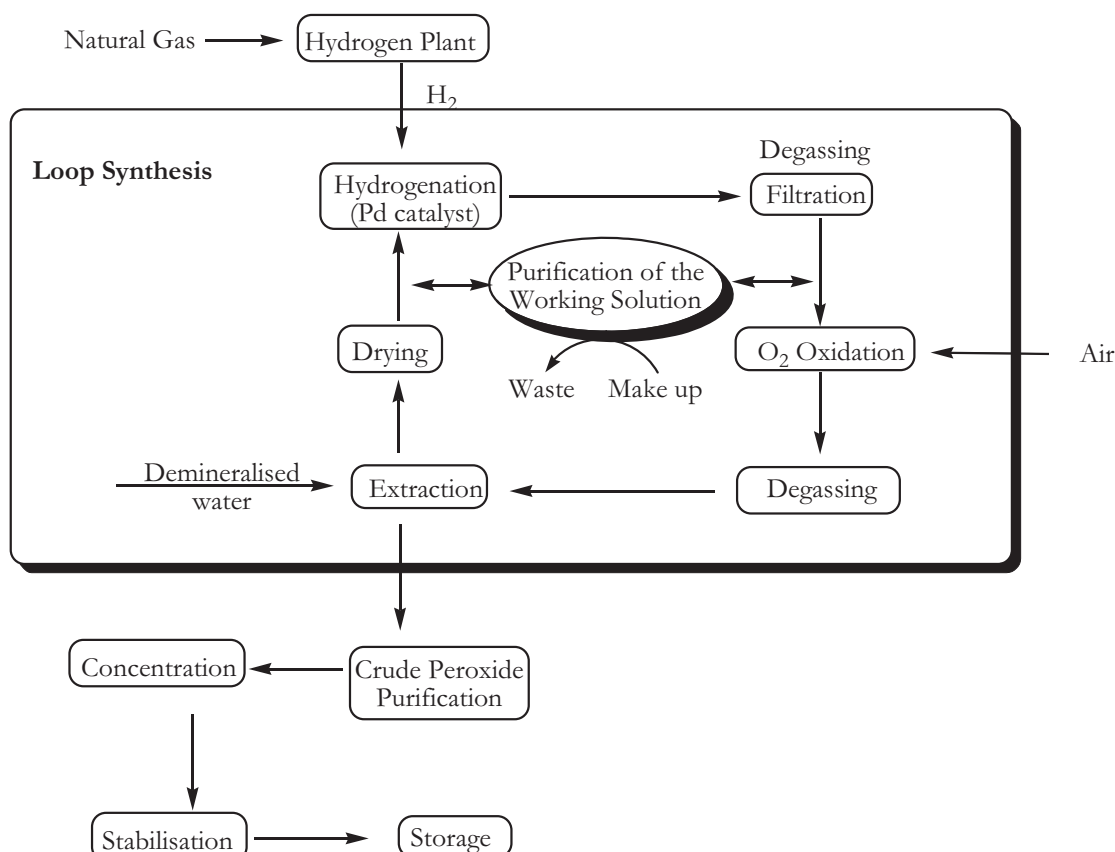 Natural Gas
Hydrogen Plant
H₂
Loop Synthesis
Hydrogenation
(Pd catalyst)
Degassing
Filtration
Purification of the
Working Solution
Drying
O₂ Oxidation
Air
Waste
Make up
Demineralised
water
Extraction
Degassing
Concentration
Crude Peroxide
Purification
Stabilisation
Storage